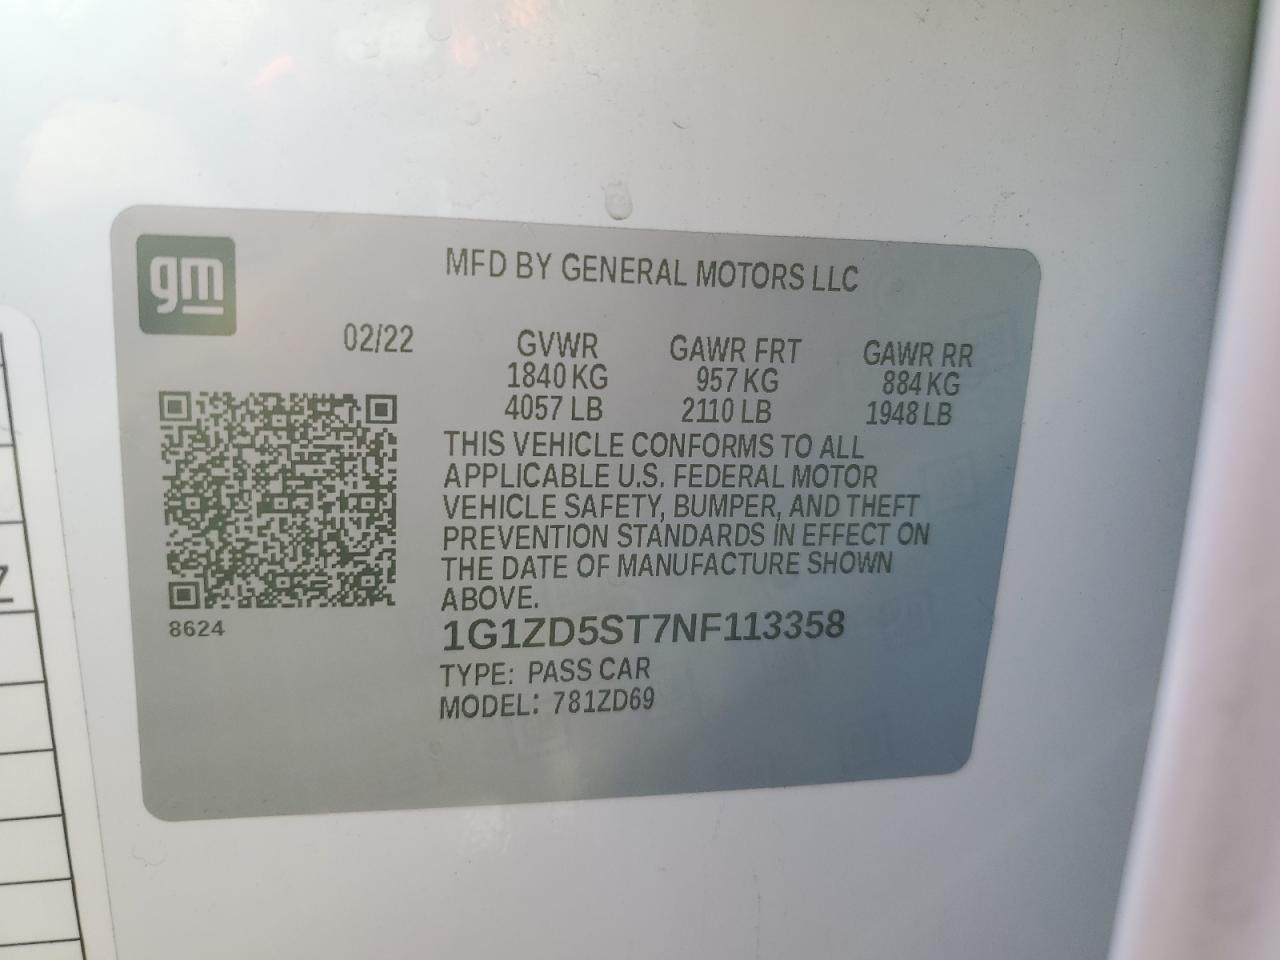 gm
MFD BY GENERAL MOTORS LLC
02/22 GVWR GAWR FRT GAWR RR
1840 KG 957 KG 884 KG
4057 LB 2110 LB 1948 LB
THIS VEHICLE CONFORMS TO ALL
APPLICABLE U.S. FEDERAL MOTOR
VEHICLE SAFETY, BUMPER, AND THEFT
PREVENTION STANDARDS IN EFFECT ON
THE DATE OF MANUFACTURE SHOWN
ABOVE.
8624
1G1ZD5ST7NF113358
TYPE: PASS CAR
MODEL: 781ZD69